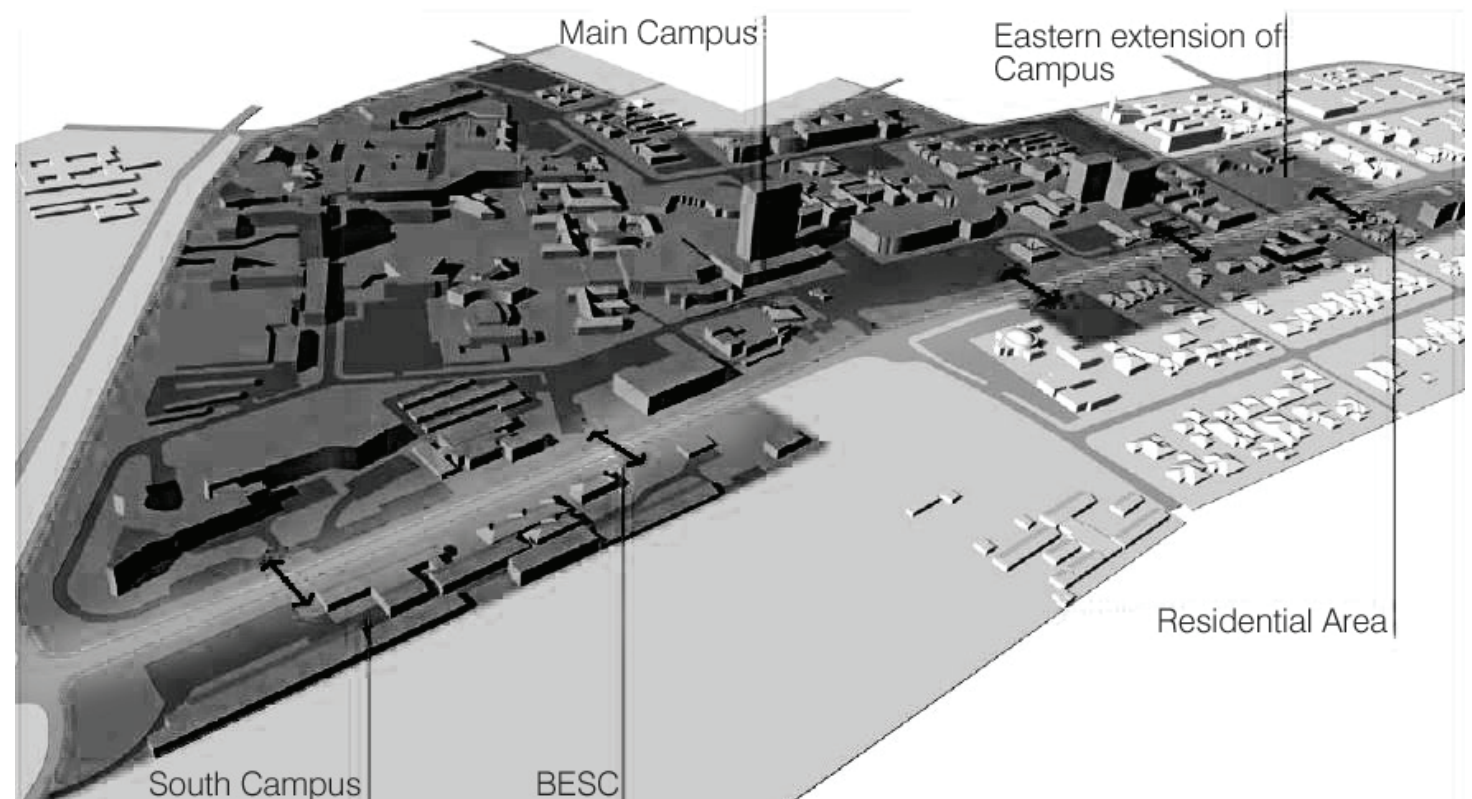 Main Campus
Eastern extension of
Campus
Residential Area
South Campus
BESC